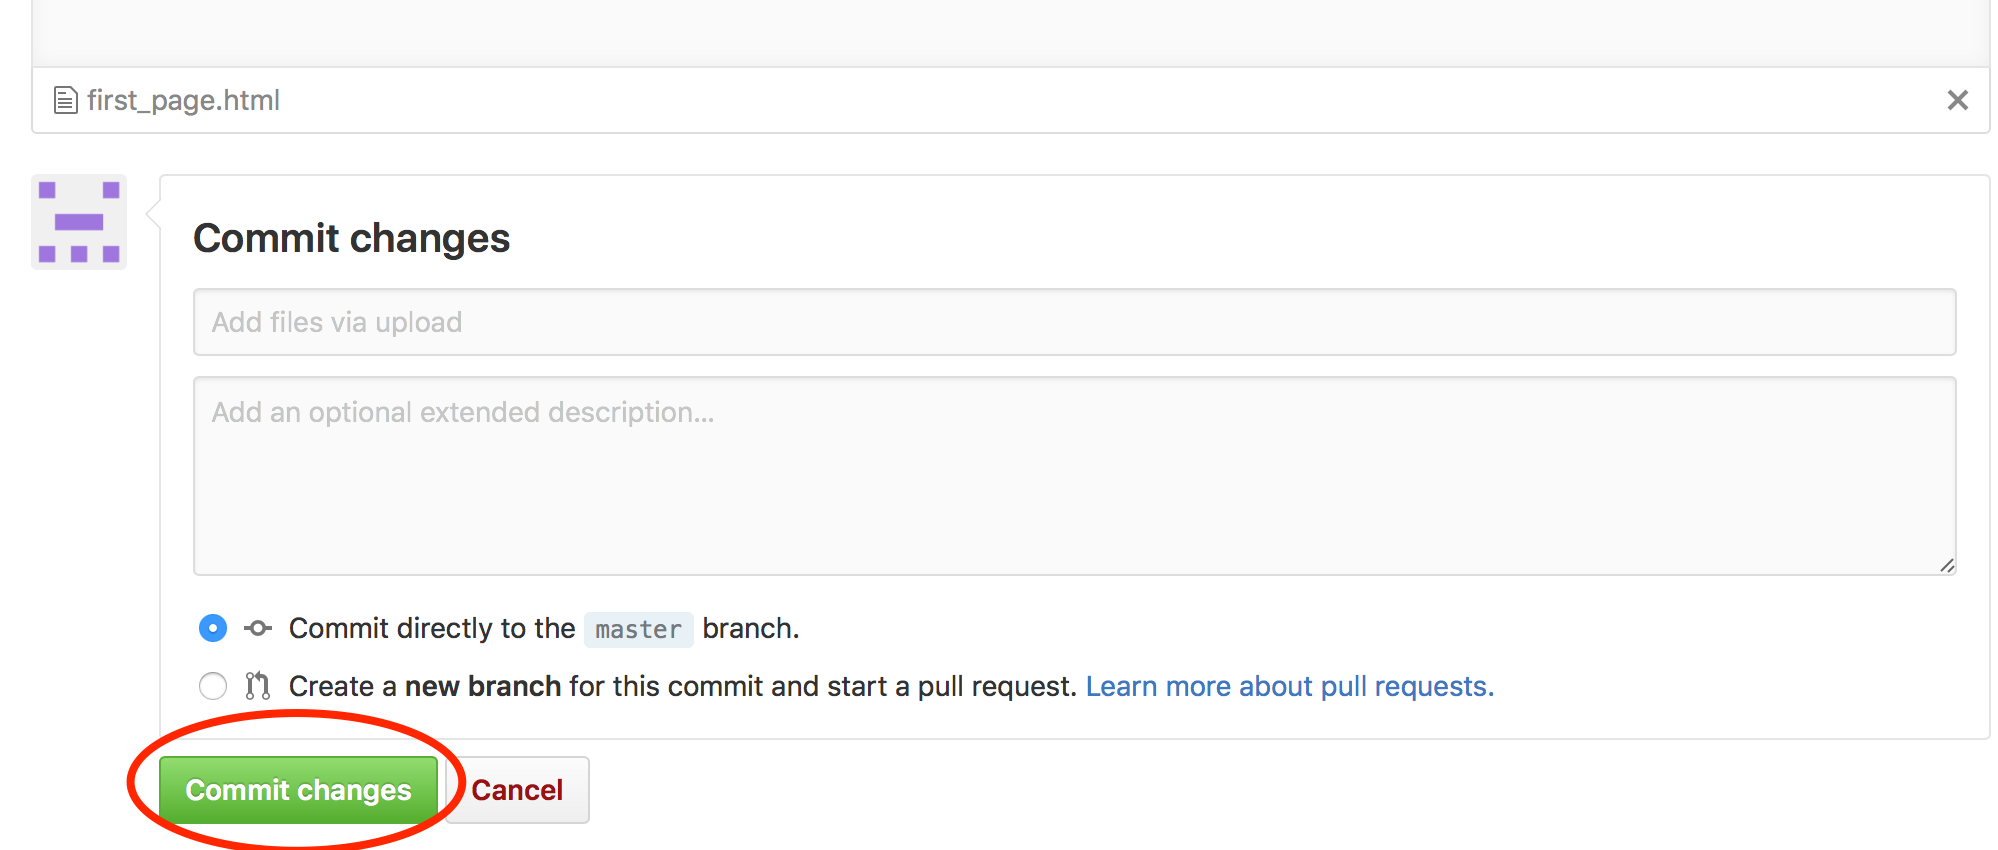 first_page.html
Commit changes
Add files via upload
Add an optional extended description...
Commit directly to the master branch.
Create a new branch for this commit and start a pull request. Learn more about pull requests.
Commit changes Cancel